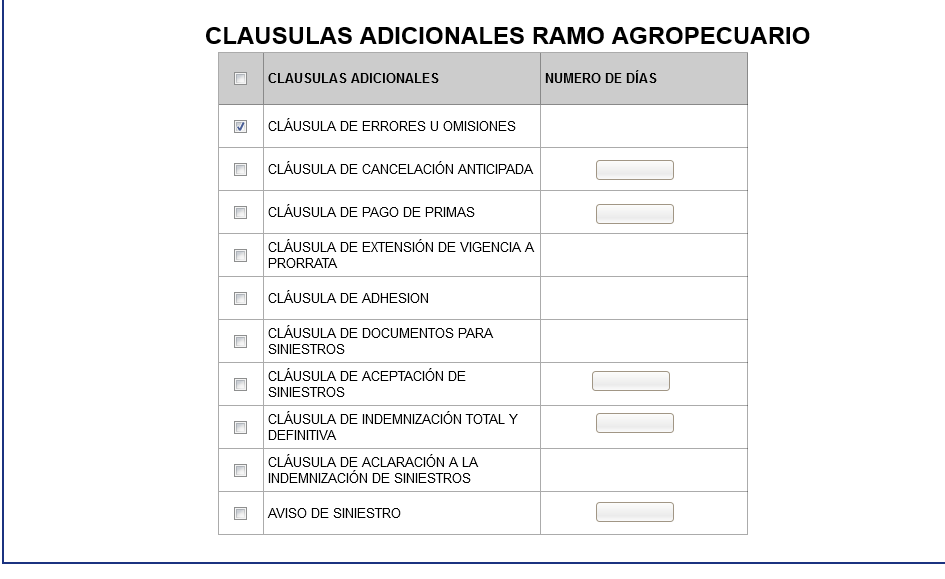 CLAUSULAS ADICIONALES RAMO AGROPECUARIO
CLAUSULAS ADICIONALES
NUMERO DE DÍAS
CLÁUSULA DE ERRORES U OMISIONES
CLÁUSULA DE CANCELACIÓN ANTICIPADA
CLÁUSULA DE PAGO DE PRIMAS
CLÁUSULA DE EXTENSIÓN DE VIGENCIA A
PRORRATA
CLÁUSULA DE ADHESION
CLÁUSULA DE DOCUMENTOS PARA
SINIESTROS
CLÁUSULA DE ACEPTACIÓN DE
SINIESTROS
CLÁUSULA DE INDEMNIZACIÓN TOTAL Y
DEFINITIVA
CLÁUSULA DE ACLARACIÓN A LA
INDEMNIZACIÓN DE SINIESTROS
AVISO DE SINIESTRO